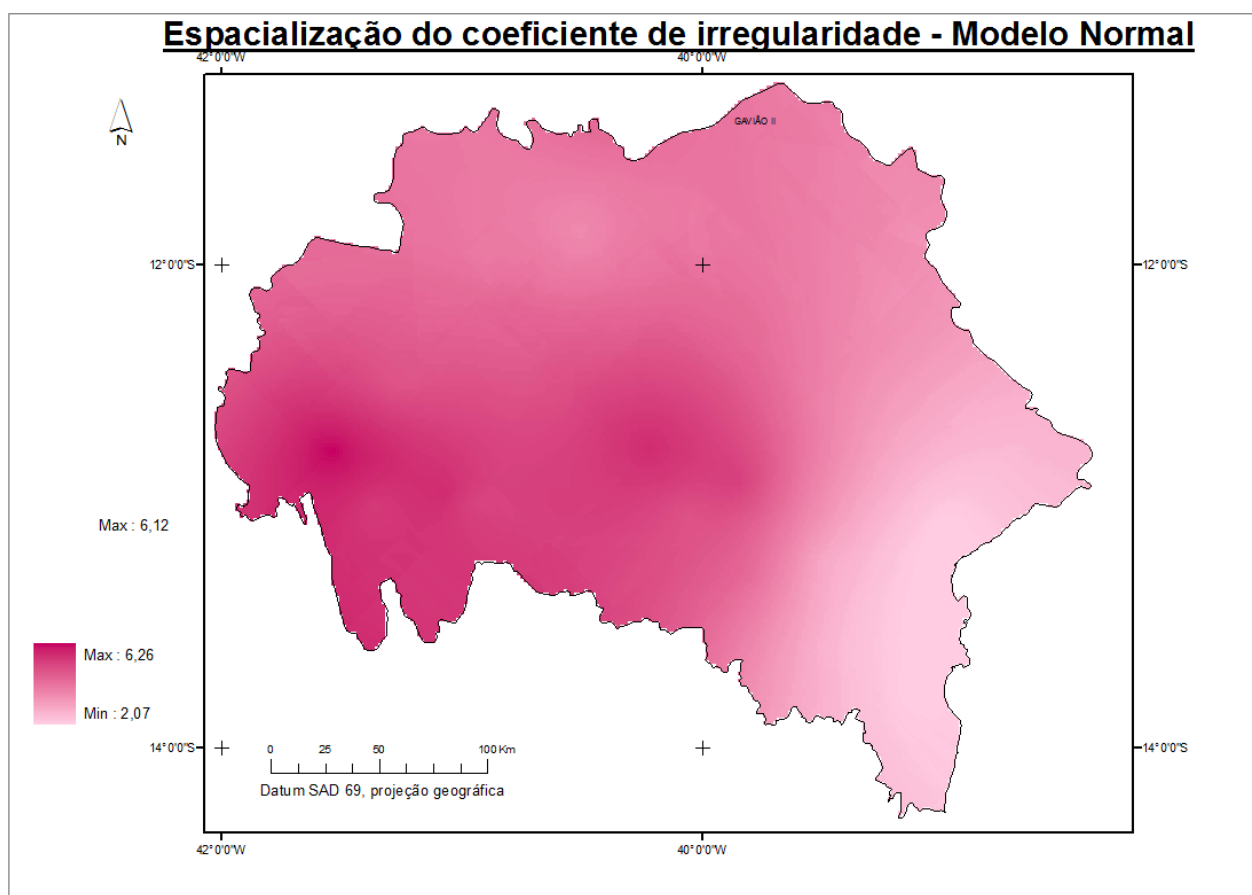 Espacialização do coeficiente de irregularidade - Modelo Normal
42°0'0"W 40°0'0"W
N
GAVIÃO II
12°0'0"S 12°0'0"S
Max : 6,12
Max : 6,26
Min : 2,07
14°0'0"S 14°0'0"S
0 25 50 100 Km
Datum SAD 69, projeção geográfica
42°0'0"W 40°0'0"W